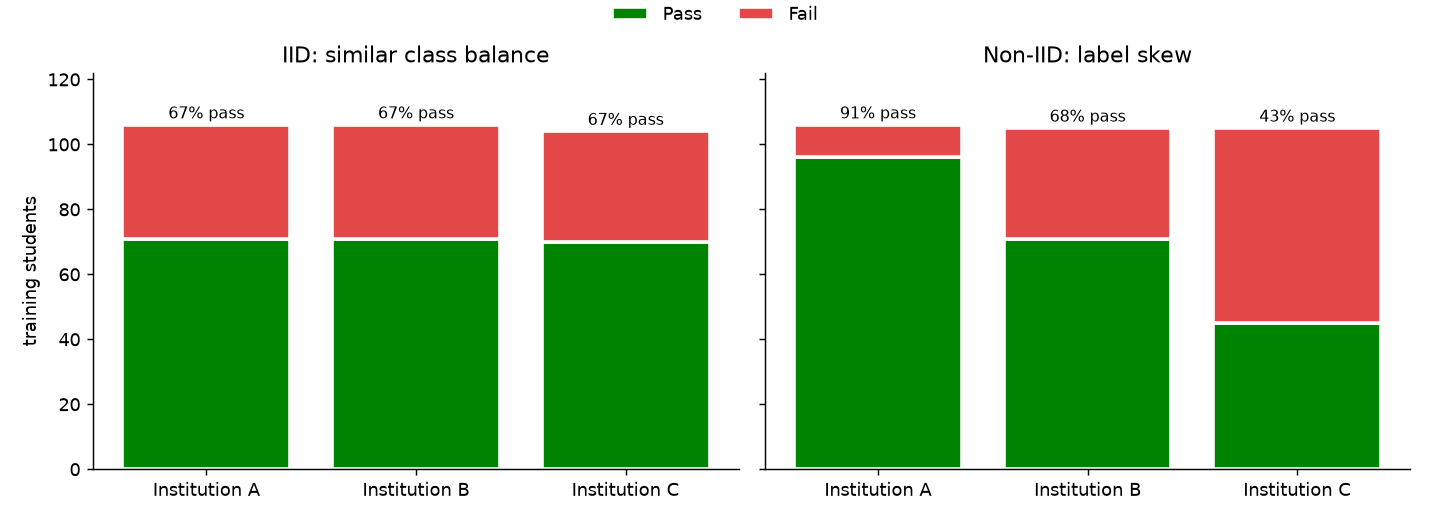 Pass Fail
IID: similar class balance
training students
120
100
80
60
40
20
0
67% pass 67% pass 67% pass
Institution A Institution B Institution C
Non-IID: label skew
91% pass 68% pass 43% pass
Institution A Institution B Institution C